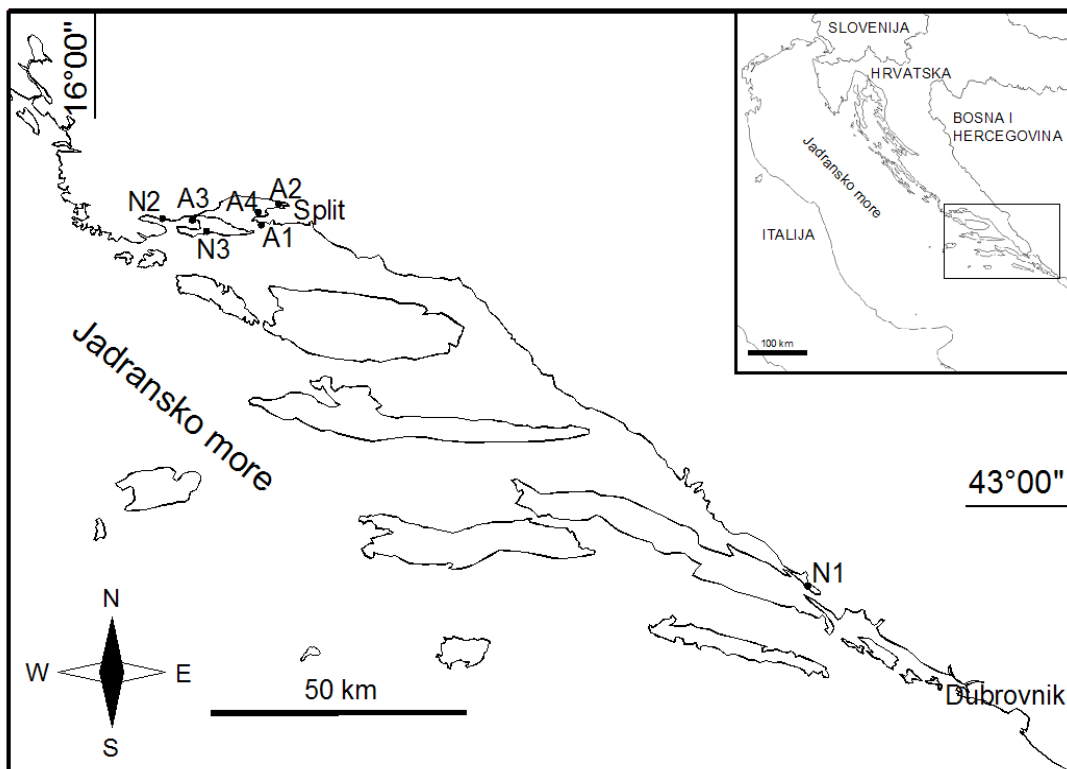 16°00"
SLOVENIJA
HRVATSKA
BOSNA I
HERCEGOVINA
Jadransko more
ITALIJA
100 km
N2
A3
A4
A2
Split
A1
N3
Jadransko more
43°00"
N1
N
W
E
S
50 km
Dubrovnik